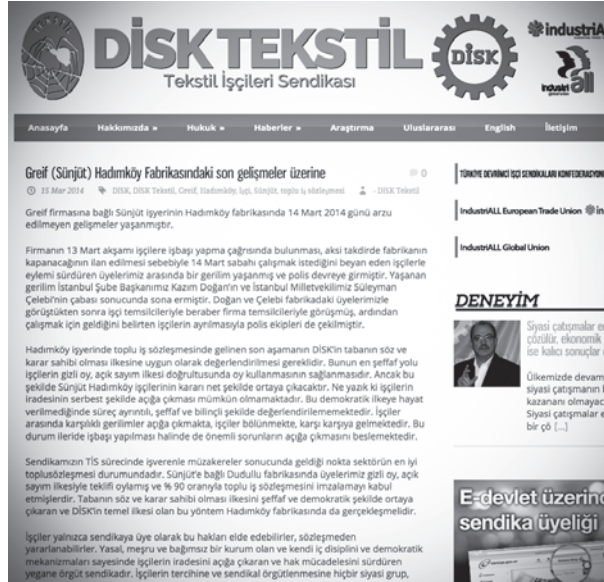 TEKSTİL
DİSK TEKSTİL
Tekstil İşçileri Sendikası
DİSK
industriA
industri
all
Anasayfa Hakkımızda » Hukuk » Haberler » Araştırma Uluslararası English İletişim
Greif (Sünjüt) Hadımköy Fabrikasındaki son gelişmeler üzerine 0
15 Mar 2014 DİSK, DİSK Tekstil, Greif, Hadımköy, İşçi, Sünjüt, toplu iş sözleşmesi - DISK Tekstil
Greif firmasına bağlı Sünjüt işyerinin Hadımköy fabrikasında 14 Mart 2014 günü arzu
edilmeyen gelişmeler yaşanmıştır.
Firmanın 13 Mart akşamı işçilere işbaşı yapma çağrısında bulunması, aksi takdirde fabrikanın
kapanacağının ilan edilmesi sebebiyle 14 Mart sabahı çalışmak istediğini beyan eden işçilerle
eylemi sürdüren üyelerimiz arasında bir gerilim yaşanmış ve polis devreye girmiştir. Yaşanan
gerilim İstanbul Şube Başkanımız Kazım Doğan'ın ve İstanbul Milletvekilimiz Süleyman
Çelebi'nin çabası sonucunda sona ermiştir. Doğan ve Çelebi fabrikadaki üyelerimizle
görüştükten sonra işçi temsilcileriyle beraber firma temsilcileriyle görüşmüş, ardından
çalışmak için geldiğini belirten işçilerin ayrılmasıyla polis ekipleri de çekilmiştir.
Hadımköy işyerinde toplu iş sözleşmesinde gelinen son aşamanın DİSK'in tabanın söz ve
karar sahibi olması ilkesine uygun olarak değerlendirilmesi gereklidir. Bunun en şeffaf yolu
işçilerin gizli oy, açık sayım ilkesi doğrultusunda oy kullanmasının sağlanmasıdır. Ancak bu
şekilde Sünjüt Hadımköy işçilerinin kararı net şekilde ortaya çıkacaktır. Ne yazık ki işçilerin
iradesinin serbest şekilde açığa çıkması mümkün olmamaktadır. Bu demokratik ilkeye hayat
verilmediğinde süreç ayrıntılı, şeffaf ve bilinçli şekilde değerlendirilememektedir. İşçiler
arasında karşılıklı gerilimler açığa çıkmakta, işçiler bölünmekte, karşı karşıya gelmektedir. Bu
durum ileride işbaşı yapılması halinde de önemli sorunların açığa çıkmasını beslemektedir.
Sendikamızın TİS sürecinde işverenle müzakereler sonucunda geldiği nokta sektörün en iyi
toplusözleşmesi durumundadır. Sünjüt'e bağlı Dudullu fabrikasında üyelerimiz gizli oy, açık
sayım ilkesiyle teklifi oylamış ve % 90 oranıyla toplu iş sözleşmesini imzalamayı kabul
etmişlerdir. Tabanın söz ve karar sahibi olması ilkesini şeffaf ve demokratik şekilde ortaya
çıkaran ve DİSK'in temel ilkesi olan bu yöntem Hadımköy fabrikasında da gerçekleşmelidir.
İşçiler yalnızca sendikaya üye olarak bu hakları elde edebilirler, sözleşmeden
yararlanabilirler. Yasal, meşru ve bağımsız bir kurum olan ve kendi iç disiplini ve demokratik
mekanizmaları sayesinde işçilerin iradesini açığa çıkaran ve hak mücadelesini sürdüren
yegane örgüt sendikadır. İşçilerin tercihine ve sendikal örgütlenmesine hiçbir siyasi grup,
TÜRKİYE DEVRİMCİ İŞÇİ SENDİKALARI KONFEDERASYON
IndustriALL European Trade Union in
IndustriALL Global Union
DENEYİM
Siyasi çatışmalar er
çözülür, ekonomik
ise kalıcı sonuçlar
Ülkemizde devam
siyasi çatışmanın
kazananı olmayac
Siyasi çatışmalar e
bir çö [...]
E-devlet üzerinc
sendika üyeliği